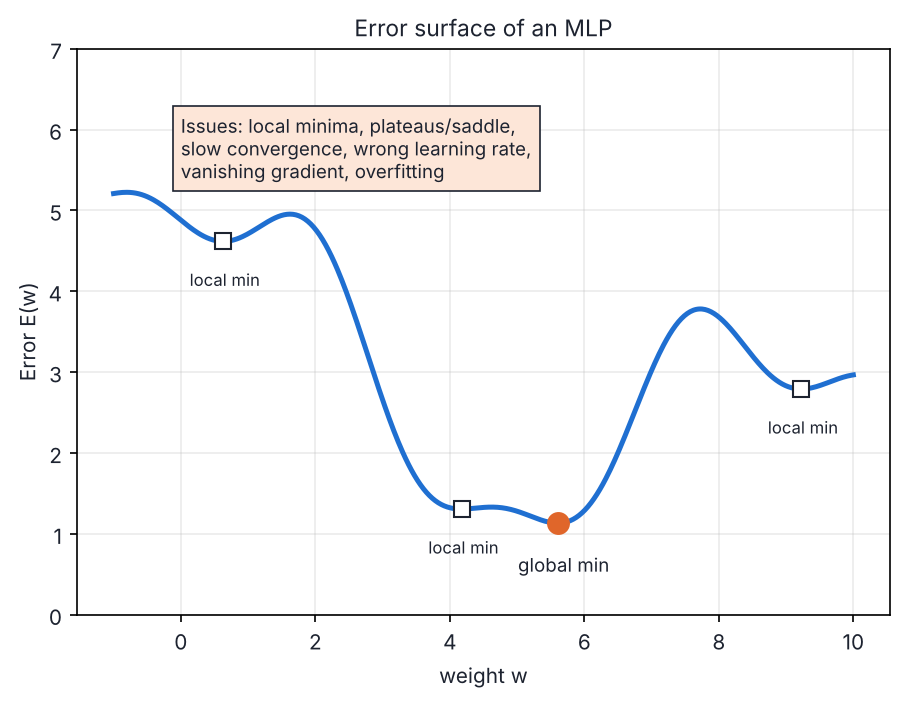 Error surface of an MLP
7
6
5
4
3
2
1
0
Error E(w)
Issues: local minima, plateaus/saddle,
slow convergence, wrong learning rate,
vanishing gradient, overfitting
local min
local min
local min
global min
0
2
4
6
8
10
weight w